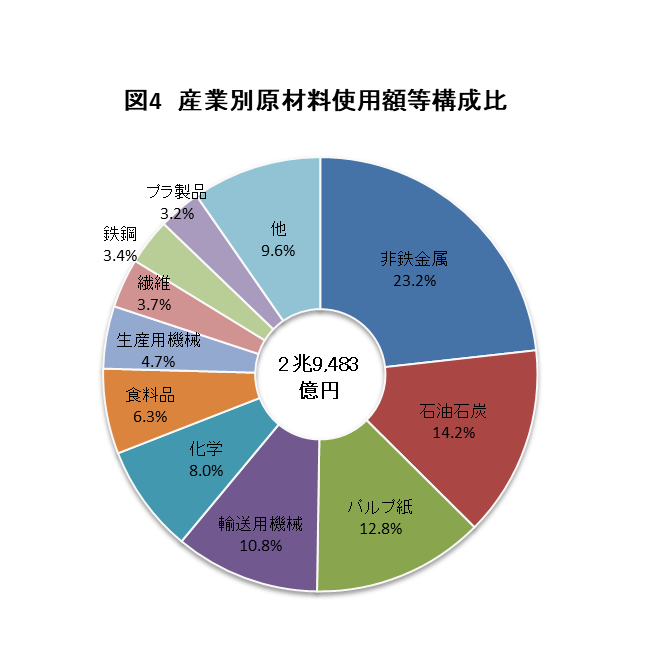 図4 産業別原材料使用額等構成比
非鉄金属
23.2%
石油石炭
14.2%
パルプ紙
12.8%
輸送用機械
10.8%
化学
8.0%
食料品
6.3%
生産用機械
4.7%
繊維
3.7%
鉄鋼
3.4%
プラ製品
3.2%
他
9.6%
２兆9,483
億円